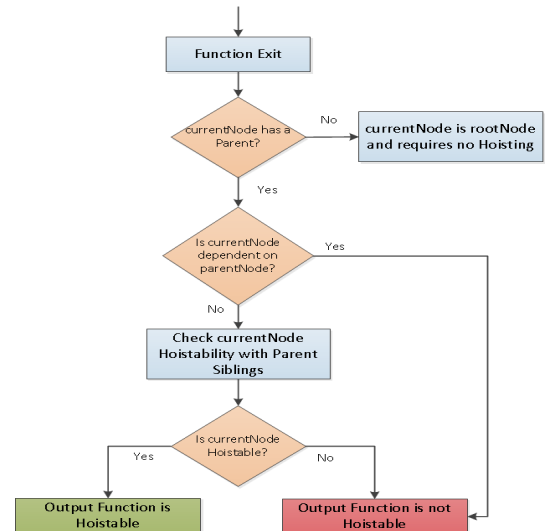 Function Exit
currentNode has a
Parent?
No
currentNode is rootNode
and requires no Hoisting
Yes
Is currentNode
dependent on
parentNode?
Yes
No
Check currentNode
Hoistability with Parent
Siblings
Is currentNode
Hoistable?
Yes
No
Output Function is
Hoistable
Output Function is not
Hoistable